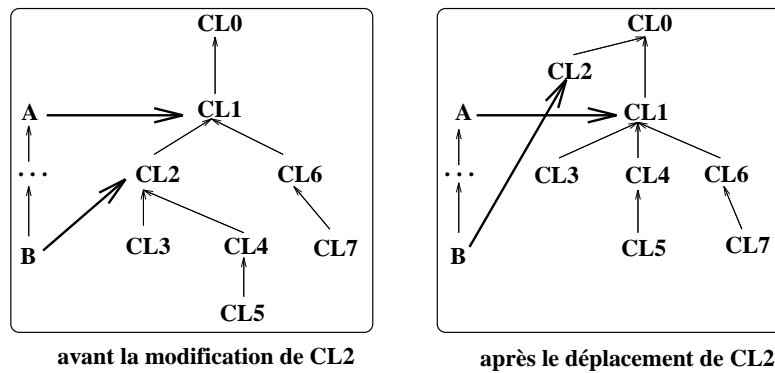 CL0
CL1
A
CL2
CL6
...
B
CL3
CL4
CL7
CL5
avant la modification de CL2
CL0
CL2
A
CL1
CL3
CL4
CL6
...
B
CL5
CL7
après le déplacement de CL2